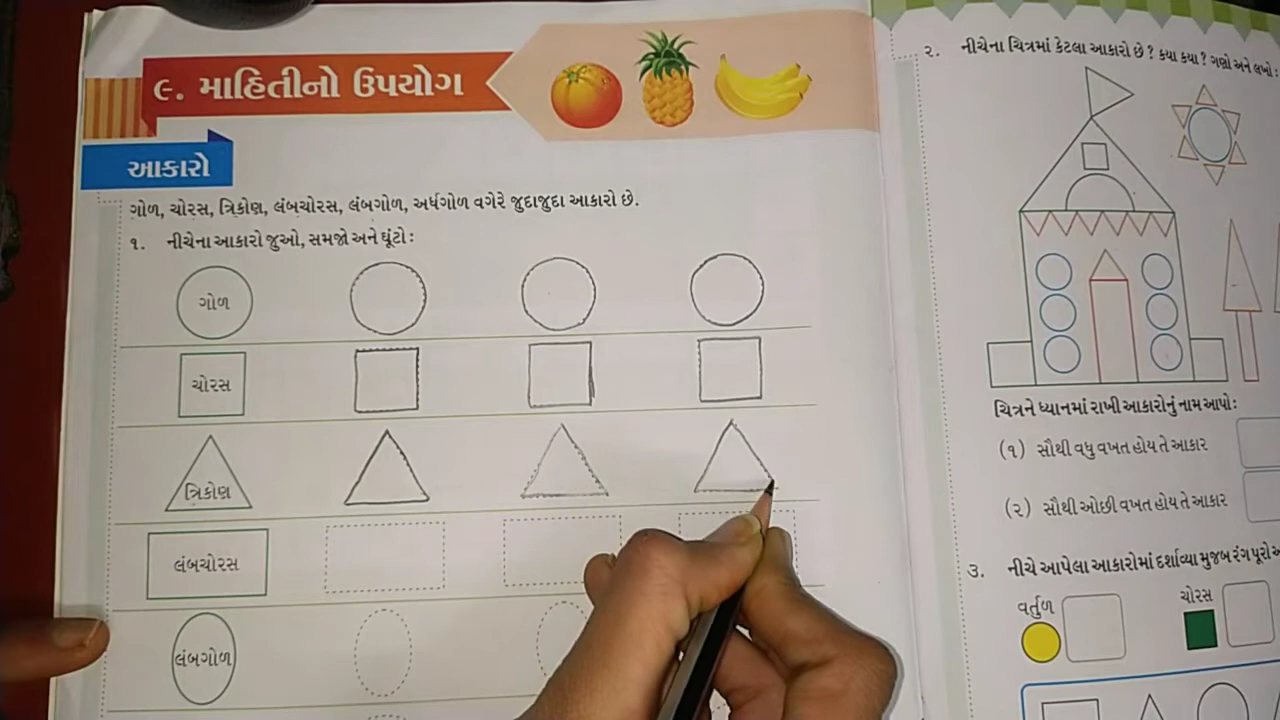 ૯. માહિતીનો ઉપયોગ
આકારો
ગોળ, ચોરસ, ત્રિકોણ, લંબચોરસ, લંબગોળ, અર્ધગોળ વગેરે જુદાજુદા આકારો છે.
૧. નીચેના આકારો જુઓ, સમજો અને ઘૂંટો :
ગોળ
ચોરસ
ત્રિકોણ
લંબચોરસ
લંબગોળ
૨. નીચેના ચિત્રમાં કેટલા આકારો છે ? કયા કયા ? ગણો અને લખો :
ચિત્રને ધ્યાનમાં રાખી આકારોનું નામ આપો :
(૧) સૌથી વધુ વખત હોય તે આકાર
(૨) સૌથી ઓછી વખત હોય તે આકાર
૩. નીચે આપેલા આકારોમાં દર્શાવ્યા મુજબ રંગ પૂરો
વર્તુળ ચોરસ